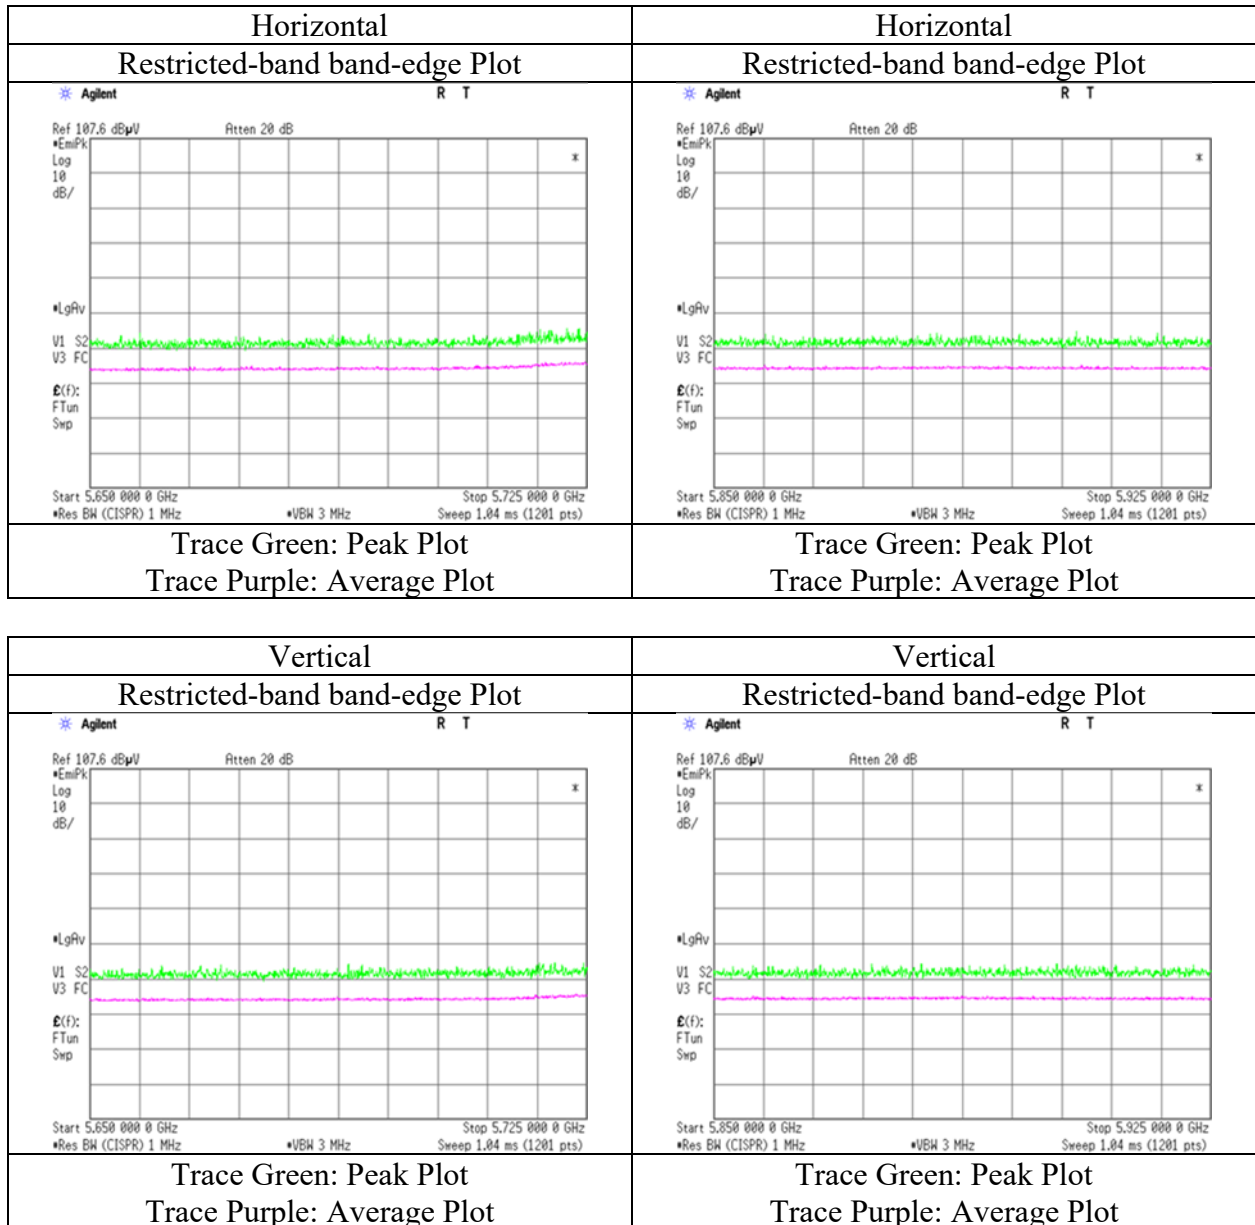 Horizontal
Horizontal
Restricted-band band-edge Plot
Restricted-band band-edge Plot
Agilent R T
Ref 107.6 dBµV Atten 20 dB
*EmiPk
Log
10
dB/
*
*LgAv
V1 S2
V3 FC
£(f):
FTun
Swp
Start 5.650 000 0 GHz Stop 5.725 000 0 GHz
*Res BW (CISPR) 1 MHz *VBW 3 MHz Sweep 1.04 ms (1201 pts)
Agilent R T
Ref 107.6 dBµV Atten 20 dB
*EmiPk
Log
10
dB/
*
*LgAv
V1 S2
V3 FC
£(f):
FTun
Swp
Start 5.850 000 0 GHz Stop 5.925 000 0 GHz
*Res BW (CISPR) 1 MHz *VBW 3 MHz Sweep 1.04 ms (1201 pts)
Trace Green: Peak Plot
Trace Purple: Average Plot
Trace Green: Peak Plot
Trace Purple: Average Plot
Vertical
Vertical
Restricted-band band-edge Plot
Restricted-band band-edge Plot
Agilent R T
Ref 107.6 dBµV Atten 20 dB
*EmiPk
Log
10
dB/
*
*LgAv
V1 S2
V3 FC
£(f):
FTun
Swp
Start 5.650 000 0 GHz Stop 5.725 000 0 GHz
*Res BW (CISPR) 1 MHz *VBW 3 MHz Sweep 1.04 ms (1201 pts)
Agilent R T
Ref 107.6 dBµV Atten 20 dB
*EmiPk
Log
10
dB/
*
*LgAv
V1 S2
V3 FC
£(f):
FTun
Swp
Start 5.850 000 0 GHz Stop 5.925 000 0 GHz
*Res BW (CISPR) 1 MHz *VBW 3 MHz Sweep 1.04 ms (1201 pts)
Trace Green: Peak Plot
Trace Purple: Average Plot
Trace Green: Peak Plot
Trace Purple: Average Plot